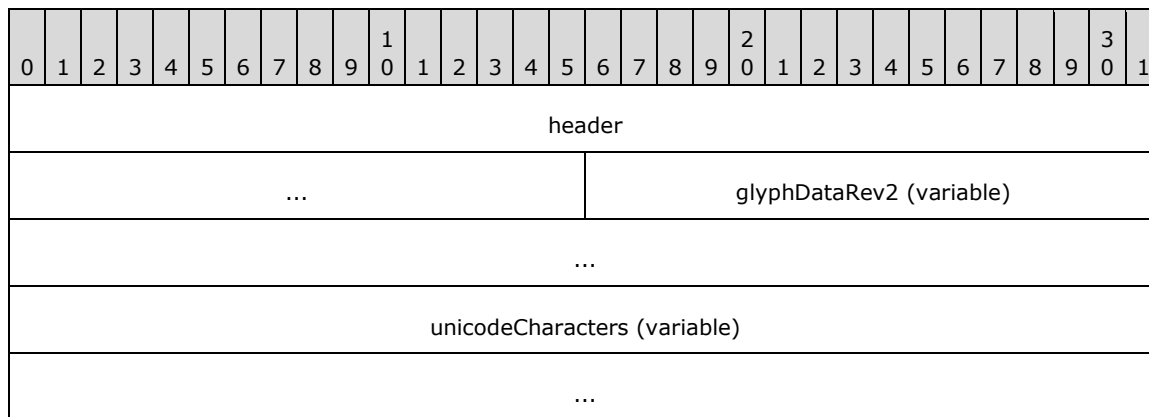 1 2 3
0 1 2 3 4 5 6 7 8 9 0 1 2 3 4 5 6 7 8 9 0 1 2 3 4 5 6 7 8 9 0 1
header
... glyphDataRev2 (variable)
...
unicodeCharacters (variable)
...